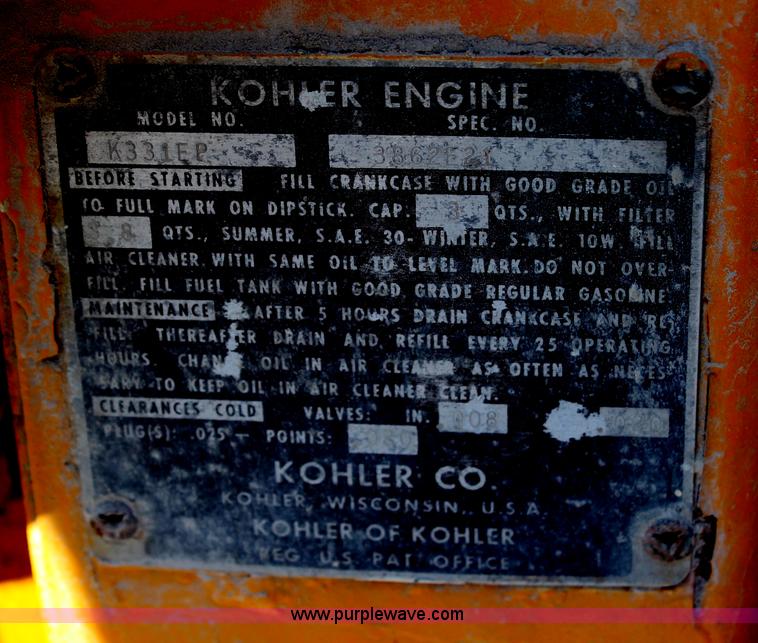 KOHLER ENGINE
MODEL NO. SPEC. NO.
K331EP
BEFORE STARTING FILL CRANKCASE WITH GOOD GRADE OIL
TO FULL MARK ON DIPSTICK. CAP. 3 QTS., WITH FILTER
QTS., SUMMER, S.A.E. 30- WINTER, S.A.E. 10W. FILL
AIR CLEANER WITH SAME OIL TO LEVEL MARK. DO NOT OVER-
FILL. FILL FUEL TANK WITH GOOD GRADE REGULAR GASOLINE
MAINTENANCE AFTER 5 HOURS DRAIN CRANKCASE AND RE-
FILL. THEREAFTER DRAIN AND REFILL EVERY 25 OPERATING
HOURS. CHANGE OIL IN AIR CLEANER AS OFTEN AS NECES-
SARY TO KEEP OIL IN AIR CLEANER CLEAN.
CLEARANCES COLD VALVES: IN. .008
PLUG(S): .025 - POINTS:
KOHLER CO.
KOHLER, WISCONSIN, U.S.A.
KOHLER OF KOHLER
REG. U.S. PAT. OFFICE
www.purplewave.com